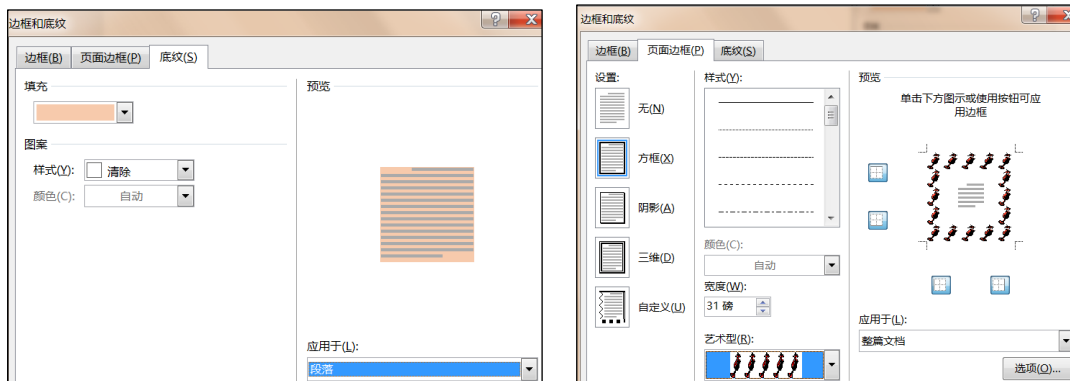 边框和底纹
边框(B) 页面边框(P) 底纹(S)
填充
图案
样式(Y): 清除
颜色(C): 自动
预览
应用于(L):
段落
边框和底纹
边框(B) 页面边框(P) 底纹(S)
设置:
无(N)
方框(X)
阴影(A)
三维(D)
自定义(U)
样式(Y):
颜色(C):
自动
宽度(W):
31 磅
艺术型(R):
预览
单击下方图示或使用按钮可应
用边框
应用于(L):
整篇文档
选项(O)...